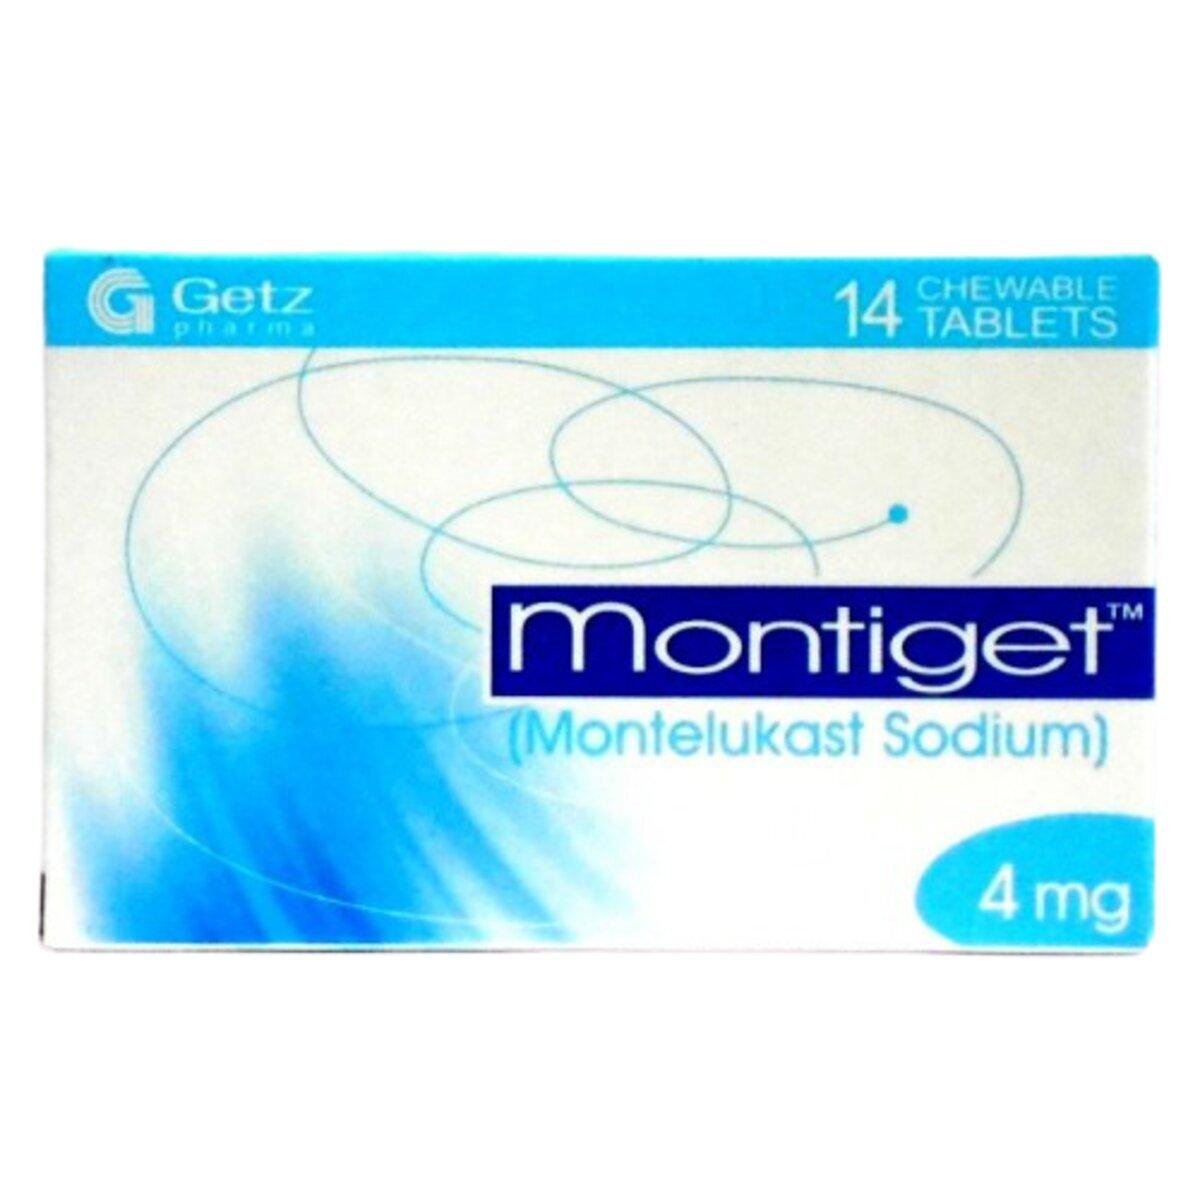 Getz
pharma
14 CHEWABLE
TABLETS
Montiget™
(Montelukast Sodium)
4 mg